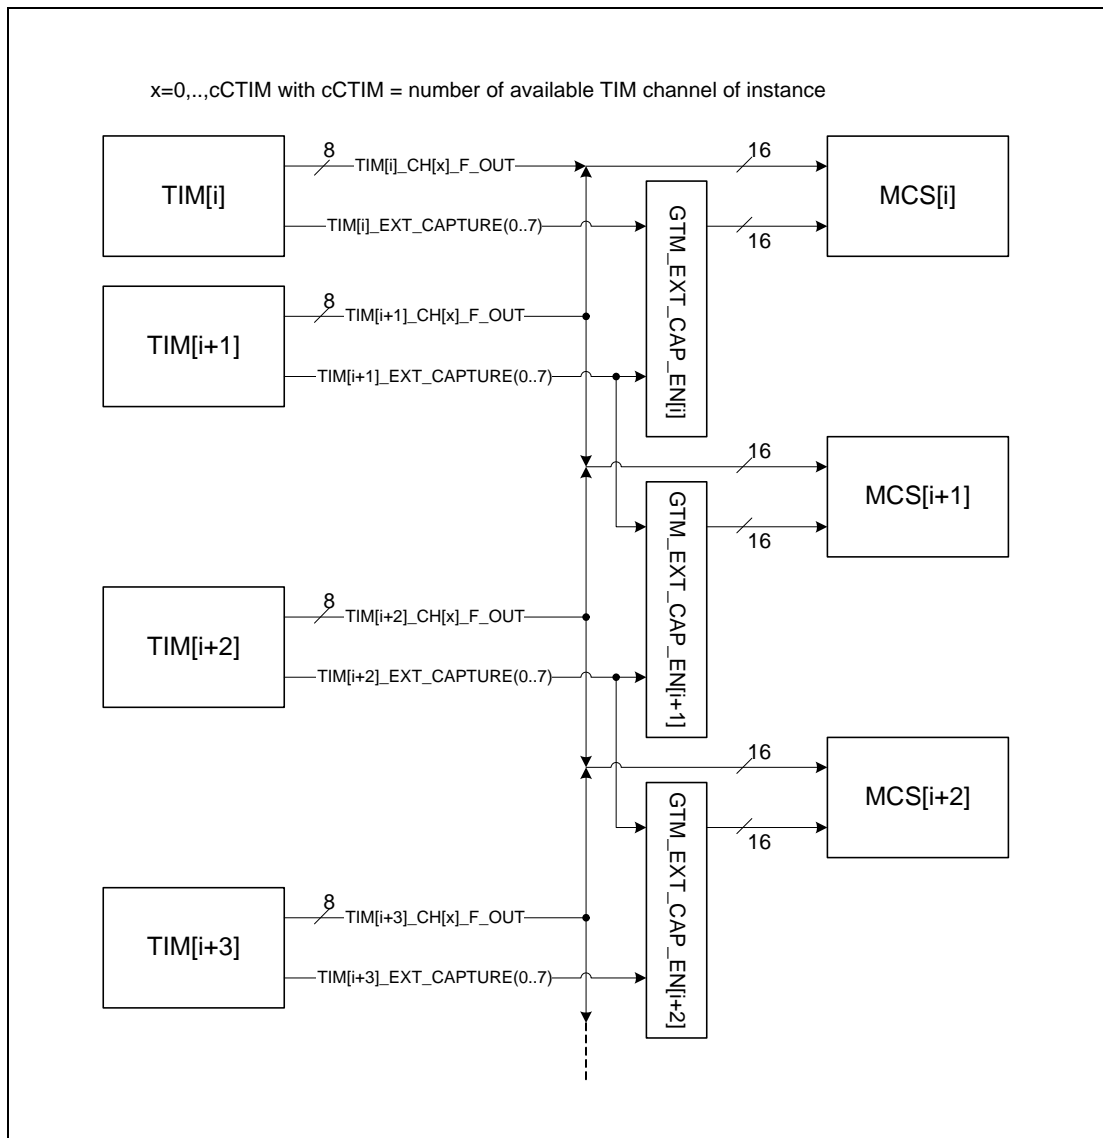 x=0,..,cCTIM with cCTIM = number of available TIM channel of instance
TIM[i]
8
TIM[i]_CH[x]_F_OUT
16
MCS[i]
TIM[i]_EXT_CAPTURE(0..7)
GTM_EXT_CAP_EN[i]
16
TIM[i+1]
8
TIM[i+1]_CH[x]_F_OUT
TIM[i+1]_EXT_CAPTURE(0..7)
16
MCS[i+1]
GTM_EXT_CAP_EN[i+1]
16
TIM[i+2]
8
TIM[i+2]_CH[x]_F_OUT
TIM[i+2]_EXT_CAPTURE(0..7)
16
MCS[i+2]
GTM_EXT_CAP_EN[i+2]
16
TIM[i+3]
8
TIM[i+3]_CH[x]_F_OUT
TIM[i+3]_EXT_CAPTURE(0..7)